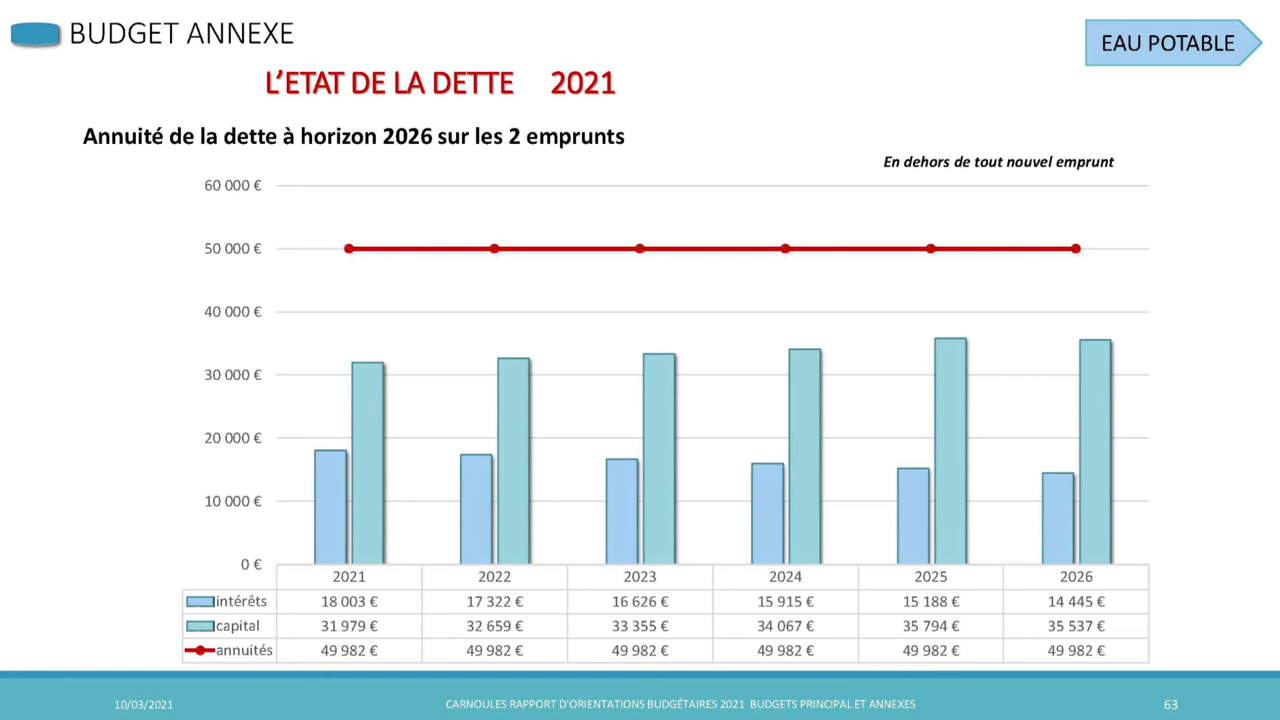 BUDGET ANNEXE
EAU POTABLE
L’ETAT DE LA DETTE 2021
Annuité de la dette à horizon 2026 sur les 2 emprunts
En dehors de tout nouvel emprunt
60 000 €
50 000 €
40 000 €
30 000 €
20 000 €
10 000 €
0 €
2021 2022 2023 2024 2025 2026
intérêts 18 003 € 17 322 € 16 626 € 15 915 € 15 188 € 14 445 €
capital 31 979 € 32 659 € 33 355 € 34 067 € 35 794 € 35 537 €
annuités 49 982 € 49 982 € 49 982 € 49 982 € 49 982 € 49 982 €
10/03/2021 CARNOULES RAPPORT D'ORIENTATIONS BUDGÉTAIRES 2021 BUDGETS PRINCIPAL ET ANNEXES 63